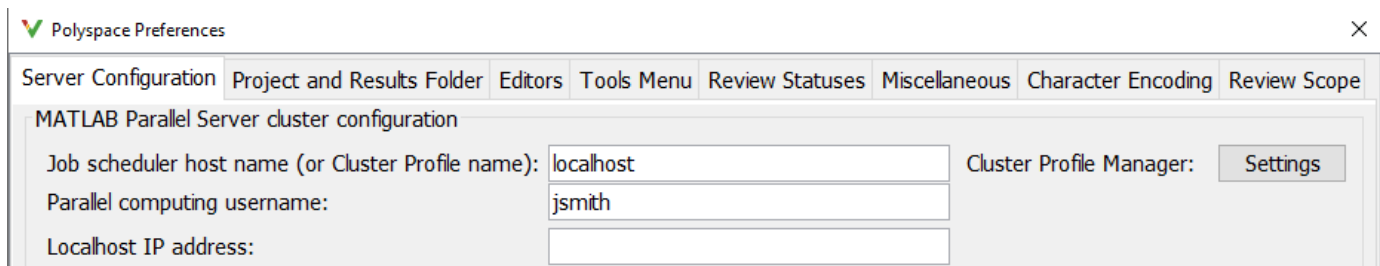 Polyspace Preferences
Server Configuration Project and Results Folder Editors Tools Menu Review Statuses Miscellaneous Character Encoding Review Scope
MATLAB Parallel Server cluster configuration
Job scheduler host name (or Cluster Profile name): localhost Cluster Profile Manager: Settings
Parallel computing username: jsmith
Localhost IP address: